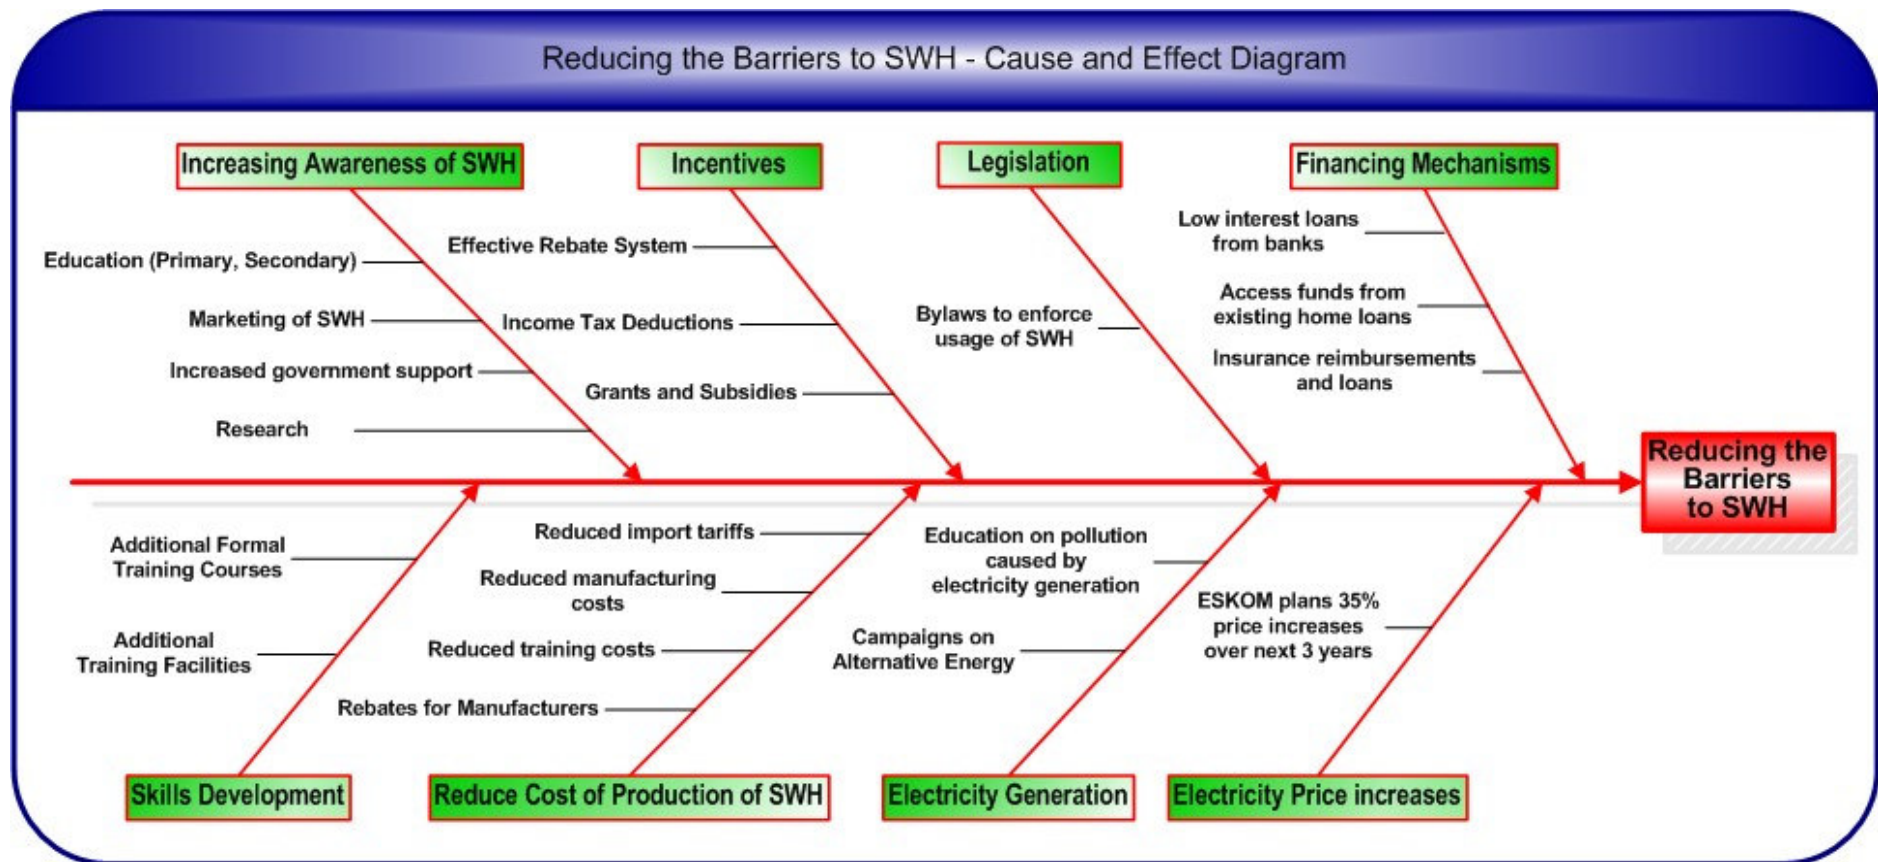 Reducing the Barriers to SWH - Cause and Effect Diagram
Increasing Awareness of SWH
Incentives
Legislation
Financing Mechanisms
Education (Primary, Secondary)
Marketing of SWH
Increased government support
Research
Effective Rebate System
Income Tax Deductions
Grants and Subsidies
Bylaws to enforce
usage of SWH
Low interest loans
from banks
Access funds from
existing home loans
Insurance reimbursements
and loans
Reducing the
Barriers
to SWH
Additional Formal
Training Courses
Additional
Training Facilities
Reduced import tariffs
Reduced manufacturing
costs
Reduced training costs
Rebates for Manufacturers
Education on pollution
caused by
electricity generation
Campaigns on
Alternative Energy
ESKOM plans 35%
price increases
over next 3 years
Skills Development
Reduce Cost of Production of SWH
Electricity Generation
Electricity Price increases